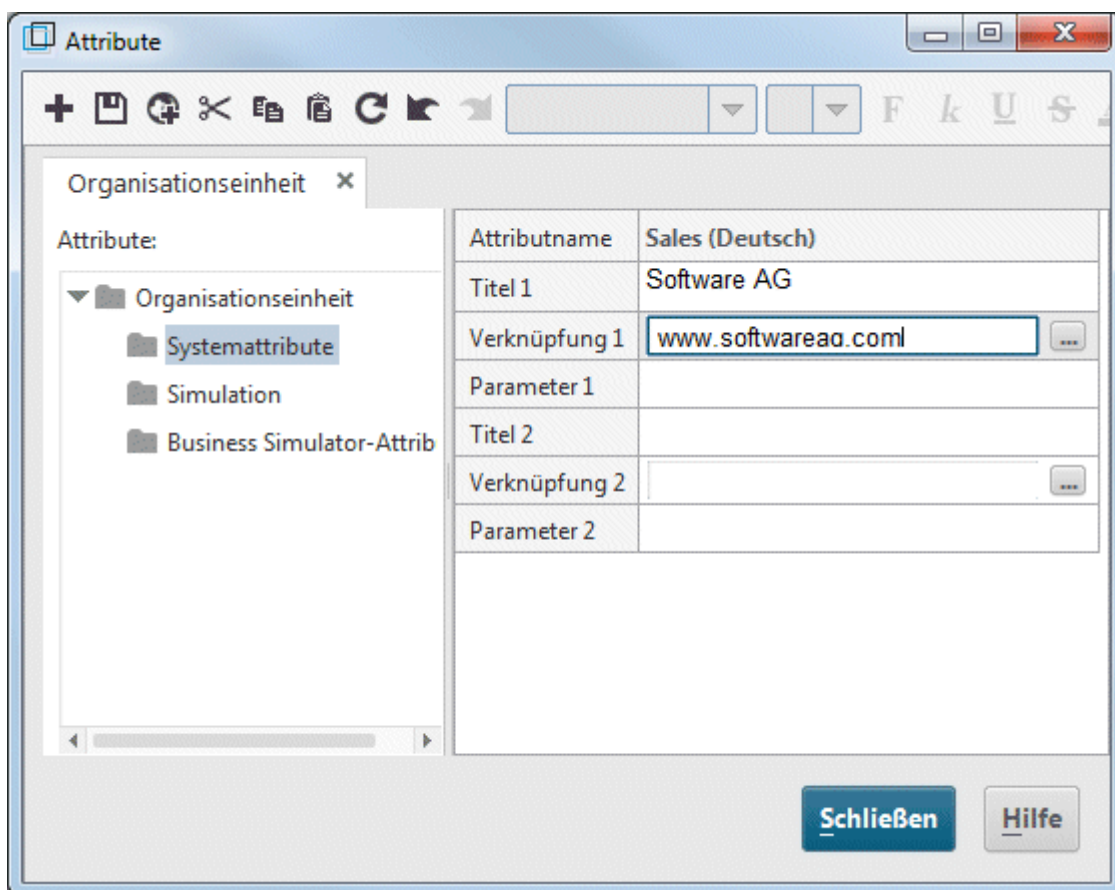 Attribute
F k U S
Organisationseinheit
Attribute:
Organisationseinheit
Systemattribute
Simulation
Business Simulator-Attrib
Attributname Sales (Deutsch)
Titel 1 Software AG
Verknüpfung 1 www.softwareag.com ...
Parameter 1
Titel 2
Verknüpfung 2 ...
Parameter 2
Schließen Hilfe